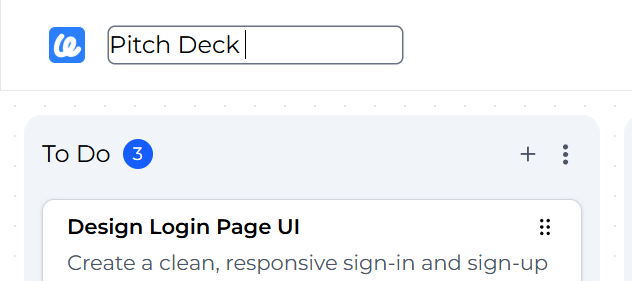 Pitch Deck
To Do 3
Design Login Page UI
Create a clean, responsive sign-in and sign-up